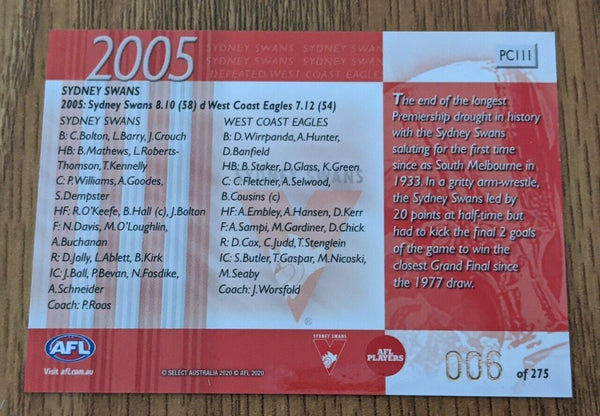 2005
PC111
SYDNEY SWANS SYDNEY SWANS
SYDNEY SWANS SYDNEY SWANS
DEFEATED WEST COAST EAGLES
SYDNEY SWANS
2005: Sydney Swans 8.10 (58) d West Coast Eagles 7.12 (54)
SYDNEY SWANS
B: C.Bolton, L.Barry, J.Crouch
HB: B.Mathews, L.Roberts-
Thomson, T.Kennelly
C: P.Williams, A.Goodes,
S.Dempster
HF: R.O'Keefe, B.Hall (c), J.Bolton
F: N.Davis, M.O'Loughlin,
A.Buchanan
R: D.Jolly, L.Ablett, B.Kirk
IC: J.Ball, P.Bevan, N.Fosdike,
A.Schneider
Coach: P.Roos
WEST COAST EAGLES
B: D.Wirrpanda, A.Hunter,
D.Banfield
HB: B.Staker, D.Glass, K.Green
C: C.Fletcher, A.Selwood,
B.Cousins (c)
HF: A.Embley, A.Hansen, D.Kerr
F: A.Sampi, M.Gardiner, D.Chick
R: D.Cox, C.Judd, T.Stenglein
IC: S.Butler, T.Gaspar, M.Nicoski,
M.Seaby
Coach: J.Worsfold
The end of the longest
Premiership drought in history
with the Sydney Swans
saluting for the first time
since as South Melbourne in
1933. In a gritty arm-wrestle,
the Sydney Swans led by
20 points at half-time but
had to kick the final 2 goals
of the game to win the
closest Grand Final since
the 1977 draw.
AFL
Visit afl.com.au
© SELECT AUSTRALIA 2020 © AFL 2020
SYDNEY SWANS
AFL
PLAYERS
006 of 275